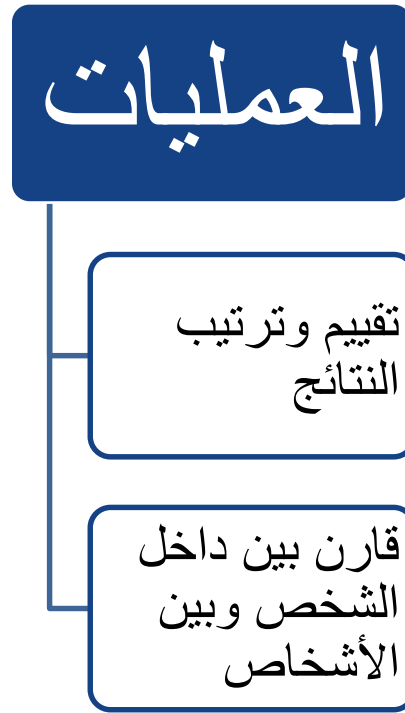 العمليات
تقييم وترتيب
النتائج
قارن بين داخل
الشخص وبين
الأشخاص